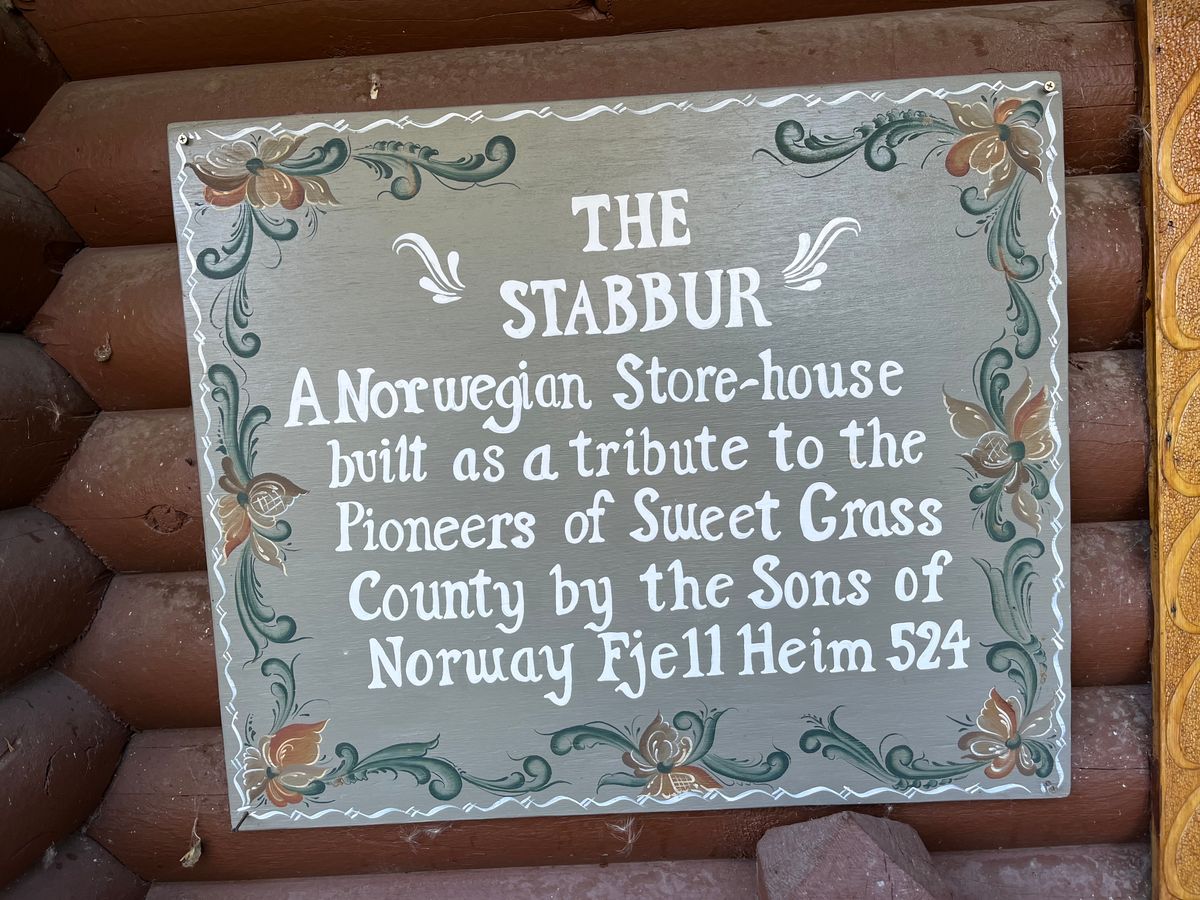 THE
STABBUR
A Norwegian Store-house
built as a tribute to the
Pioneers of Sweet Grass
County by the Sons of
Norway Fjell Heim 524